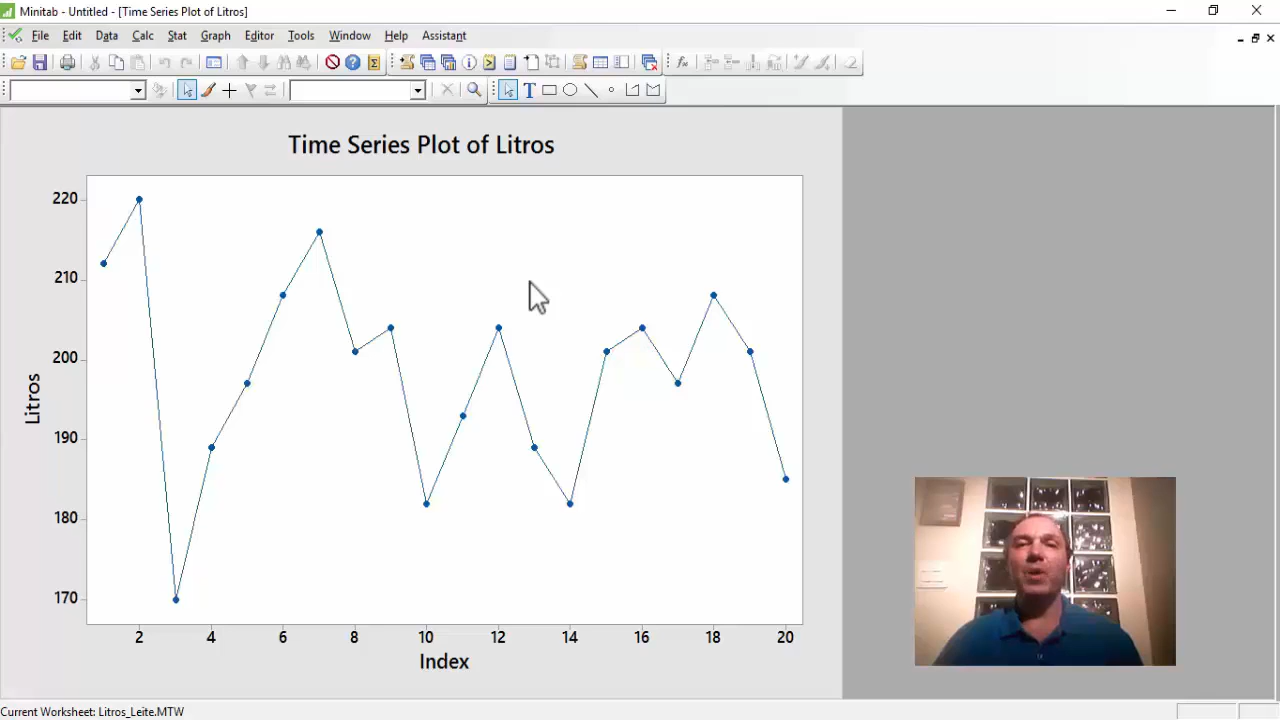 Minitab - Untitled - [Time Series Plot of Litros]
File Edit Data Calc Stat Graph Editor Tools Window Help Assistant
Time Series Plot of Litros
220
210
200
190
180
170
Litros
2 4 6 8 10 12 14 16 18 20
Index
Current Worksheet: Litros_Leite.MTW